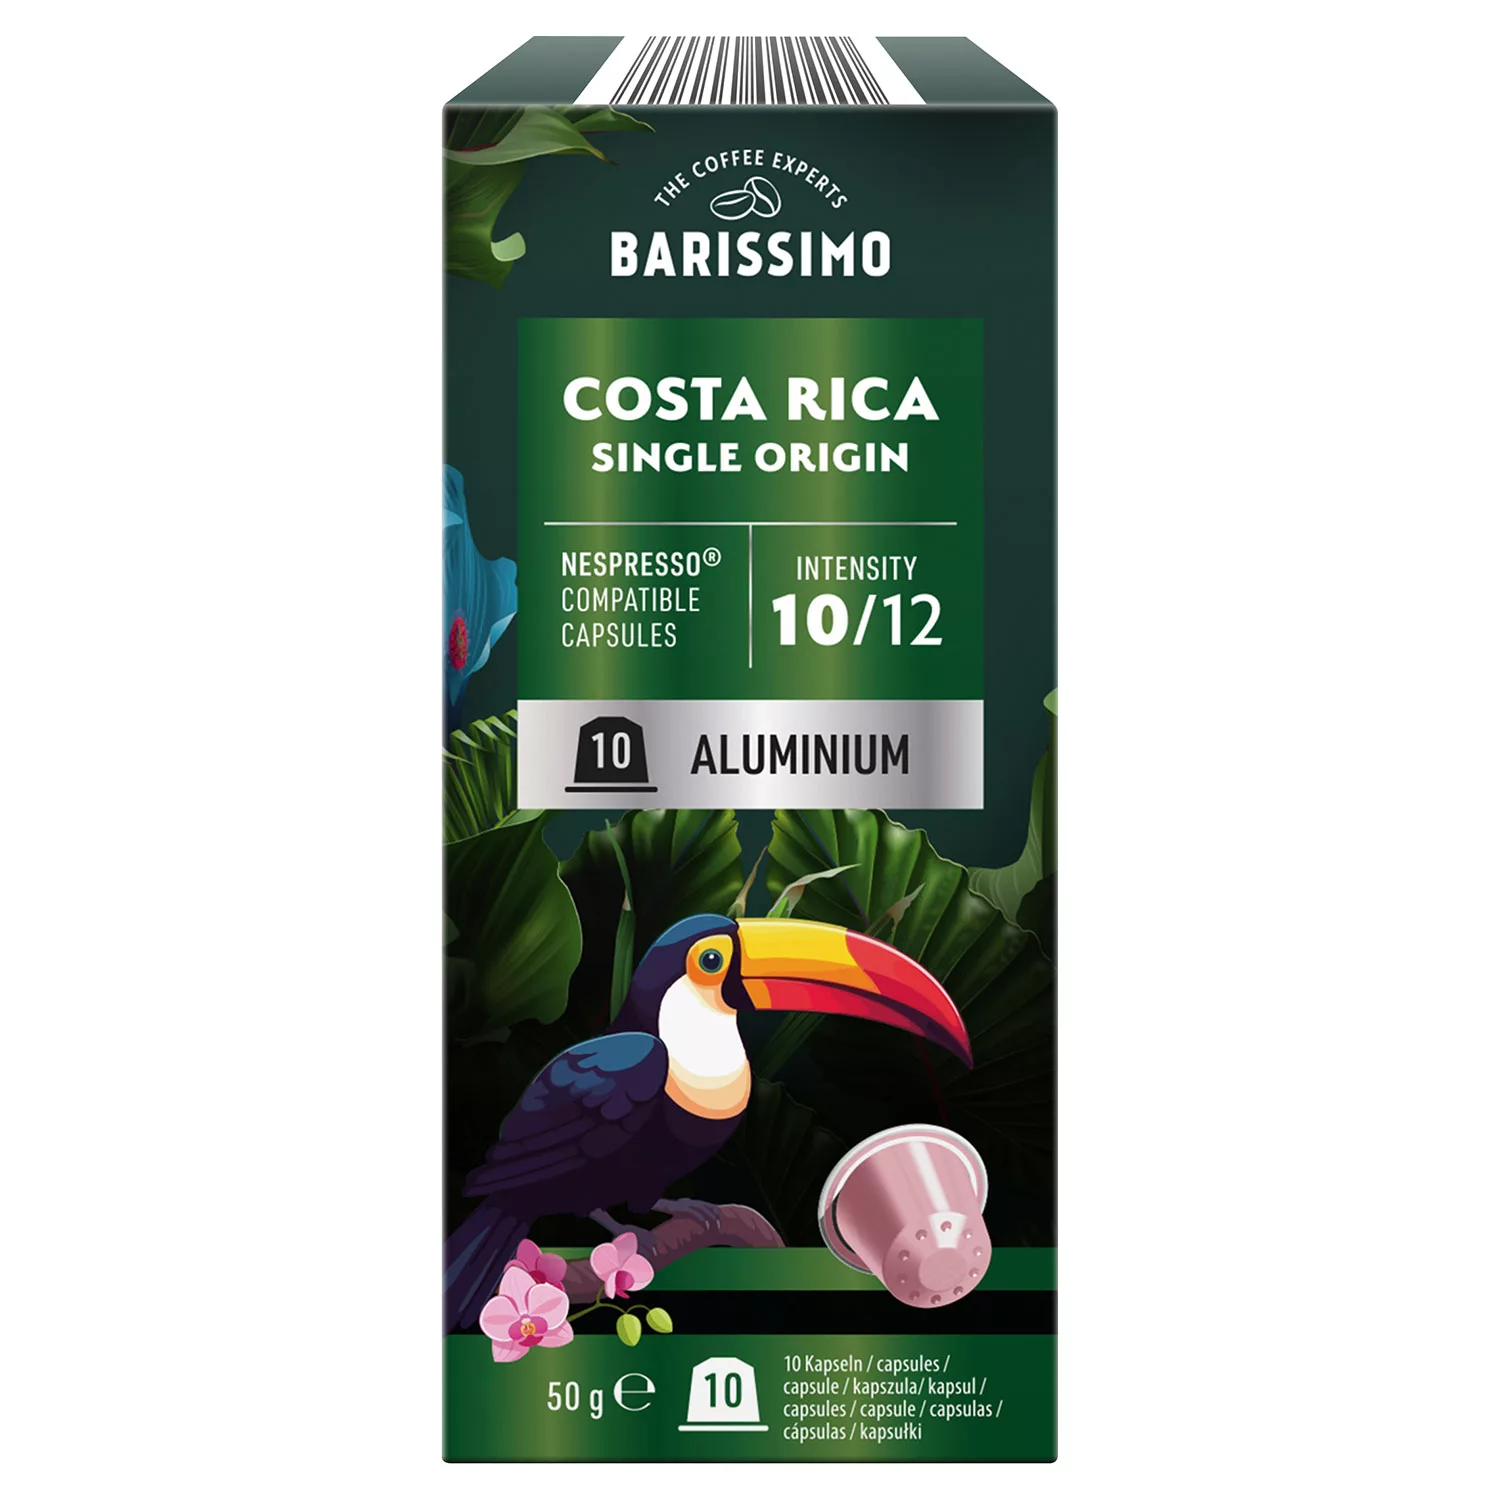 THE COFFEE EXPERTS
BARISSIMO
COSTA RICA
SINGLE ORIGIN
NESPRESSO®
COMPATIBLE
CAPSULES
INTENSITY
10/12
10 ALUMINIUM
50 g ℮
10
10 Kapseln / capsules /
capsule / kapszula/ kapsul /
capsules / capsule / capsulas /
cápsulas / kapsułki